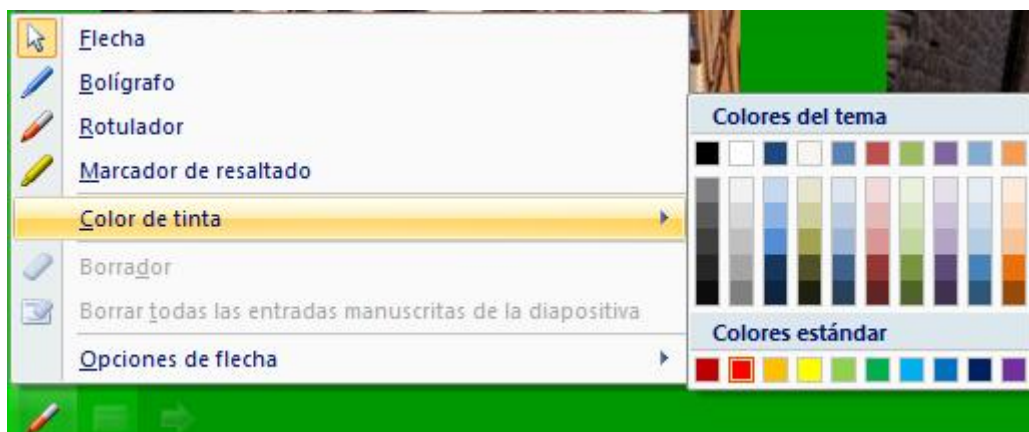 Flecha
Bolígrafo
Rotulador
Marcador de resaltado
Color de tinta
Borrador
Borrar todas las entradas manuscritas de la diapositiva
Opciones de flecha
Colores del tema
Colores estándar